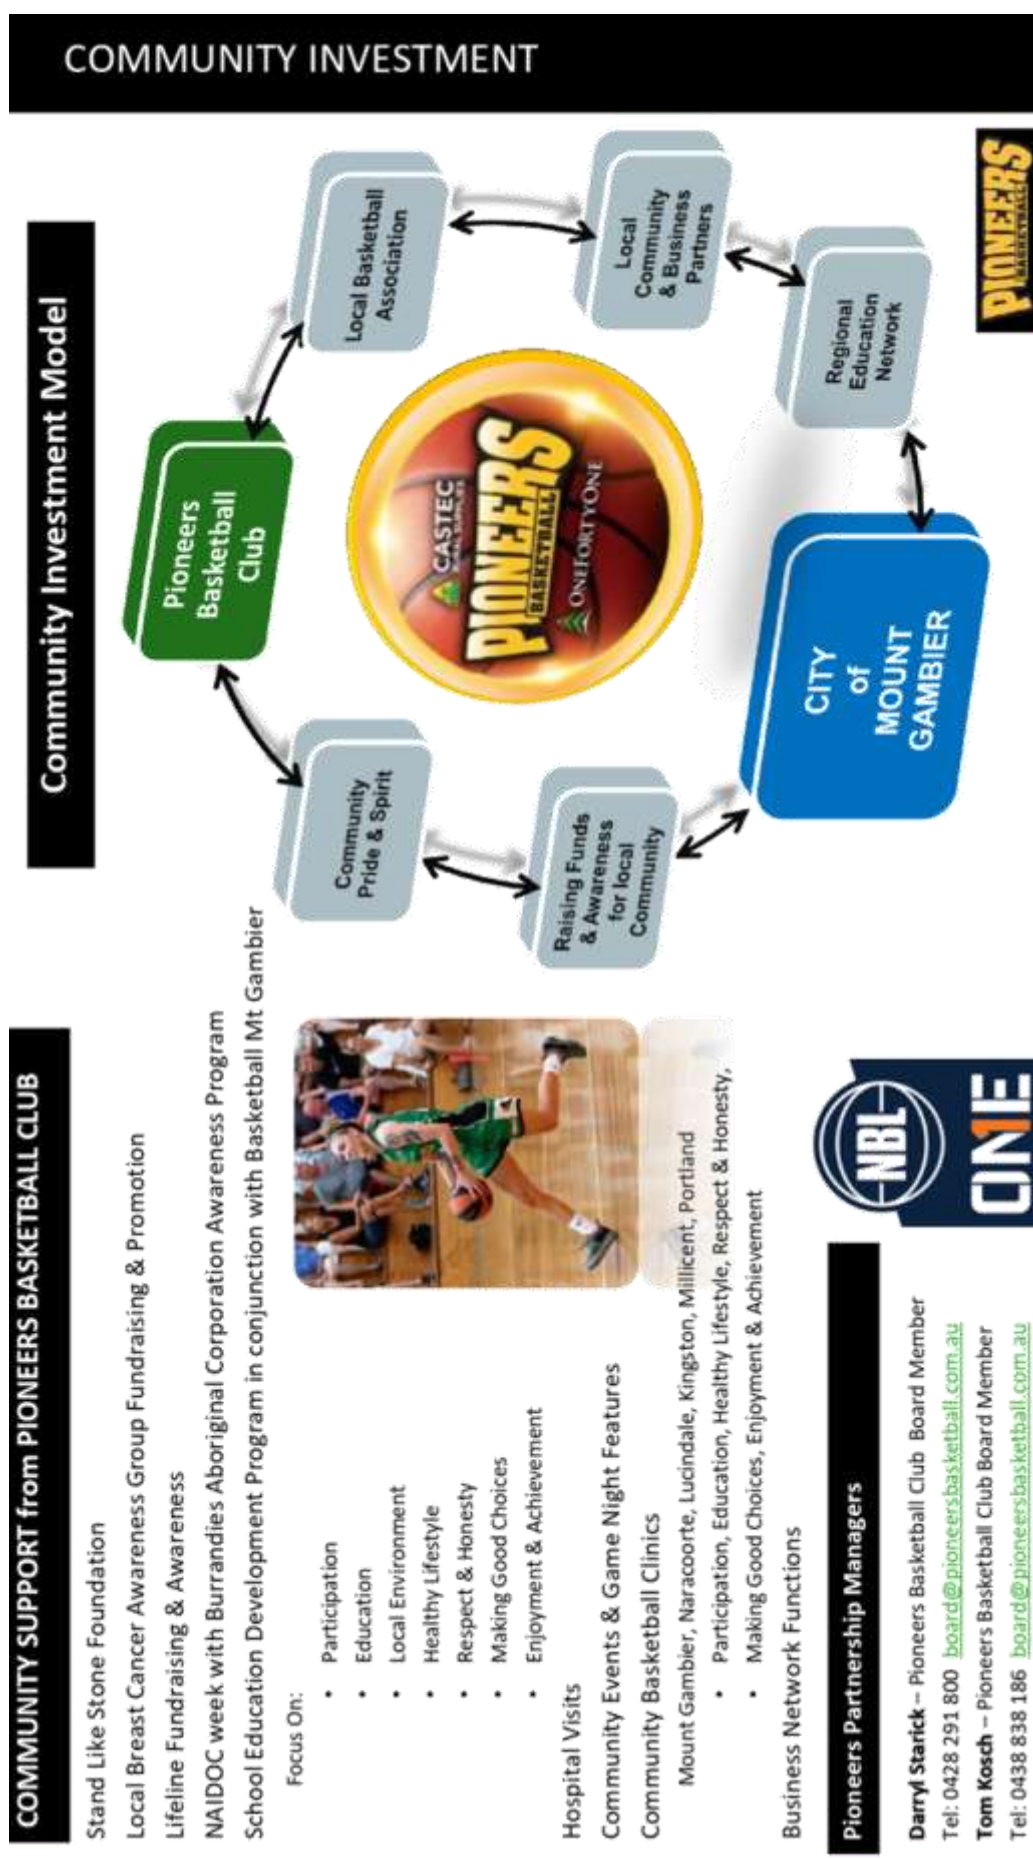 COMMUNITY INVESTMENT
COMMUNITY SUPPORT from PIONEERS BASKETBALL CLUB
Stand Like Stone Foundation
Local Breast Cancer Awareness Group Fundraising & Promotion
Lifeline Fundraising & Awareness
NAIDOC week with Burrandies Aboriginal Corporation Awareness Program
School Education Development Program in conjunction with Basketball Mt Gambier
Focus On:
• Participation
• Education
• Local Environment
• Healthy Lifestyle
• Respect & Honesty
• Making Good Choices
• Enjoyment & Achievement
Hospital Visits
Community Events & Game Night Features
Community Basketball Clinics
Mount Gambier, Naracoorte, Lucindale, Kingston, Millicent, Portland
• Participation, Education, Healthy Lifestyle, Respect & Honesty,
• Making Good Choices, Enjoyment & Achievement
Business Network Functions
Pioneers Partnership Managers
Darryl Starick – Pioneers Basketball Club Board Member
Tel: 0428 291 800 board@pioneersbasketball.com.au
Tom Kosch – Pioneers Basketball Club Board Member
Tel: 0438 838 186 board@pioneersbasketball.com.au
NBL
ONE
Community Investment Model
Pioneers
Basketball
Club
Local Basketball
Association
Local
Community
& Business
Partners
Regional
Education
Network
CITY
of
MOUNT
GAMBIER
Raising Funds
& Awareness
for local
Community
Community
Pride & Spirit
CASTEC
PIONEERS
BASKETBALL
ONEFORTYONE
PIONEERS
BASKETBALL